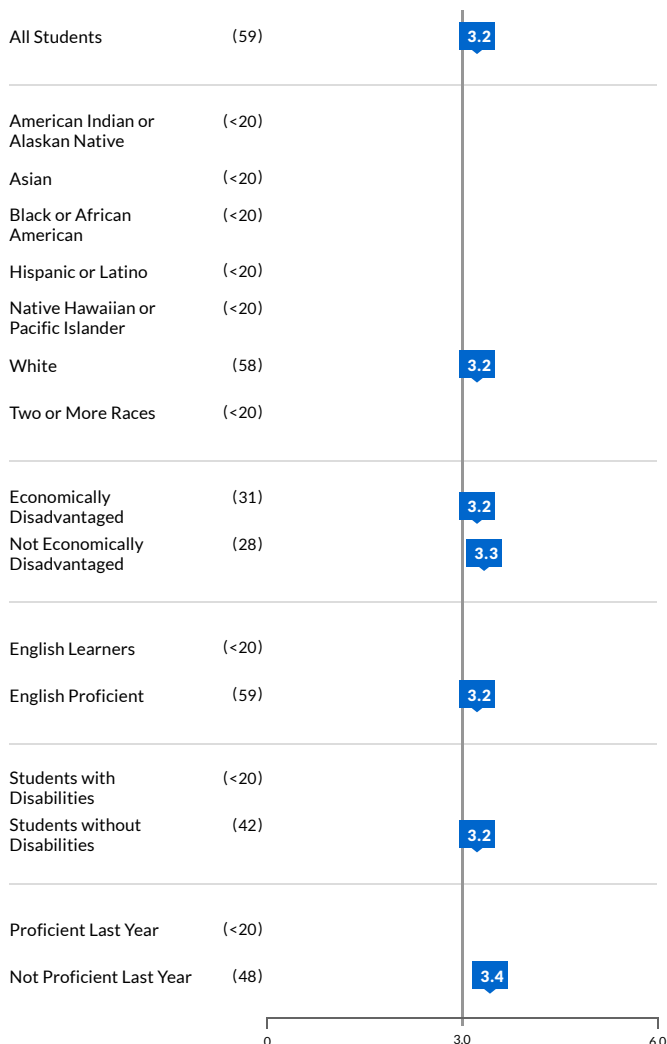 All Students (59) 3.2
American Indian or (<20)
Alaskan Native
Asian (<20)
Black or African (<20)
American
Hispanic or Latino (<20)
Native Hawaiian or (<20)
Pacific Islander
White (58) 3.2
Two or More Races (<20)
Economically (31) 3.2
Disadvantaged
Not Economically (28) 3.3
Disadvantaged
English Learners (<20)
English Proficient (59) 3.2
Students with (<20)
Disabilities
Students without (42) 3.2
Disabilities
Proficient Last Year (<20)
Not Proficient Last Year (48) 3.4
0 3.0 6.0